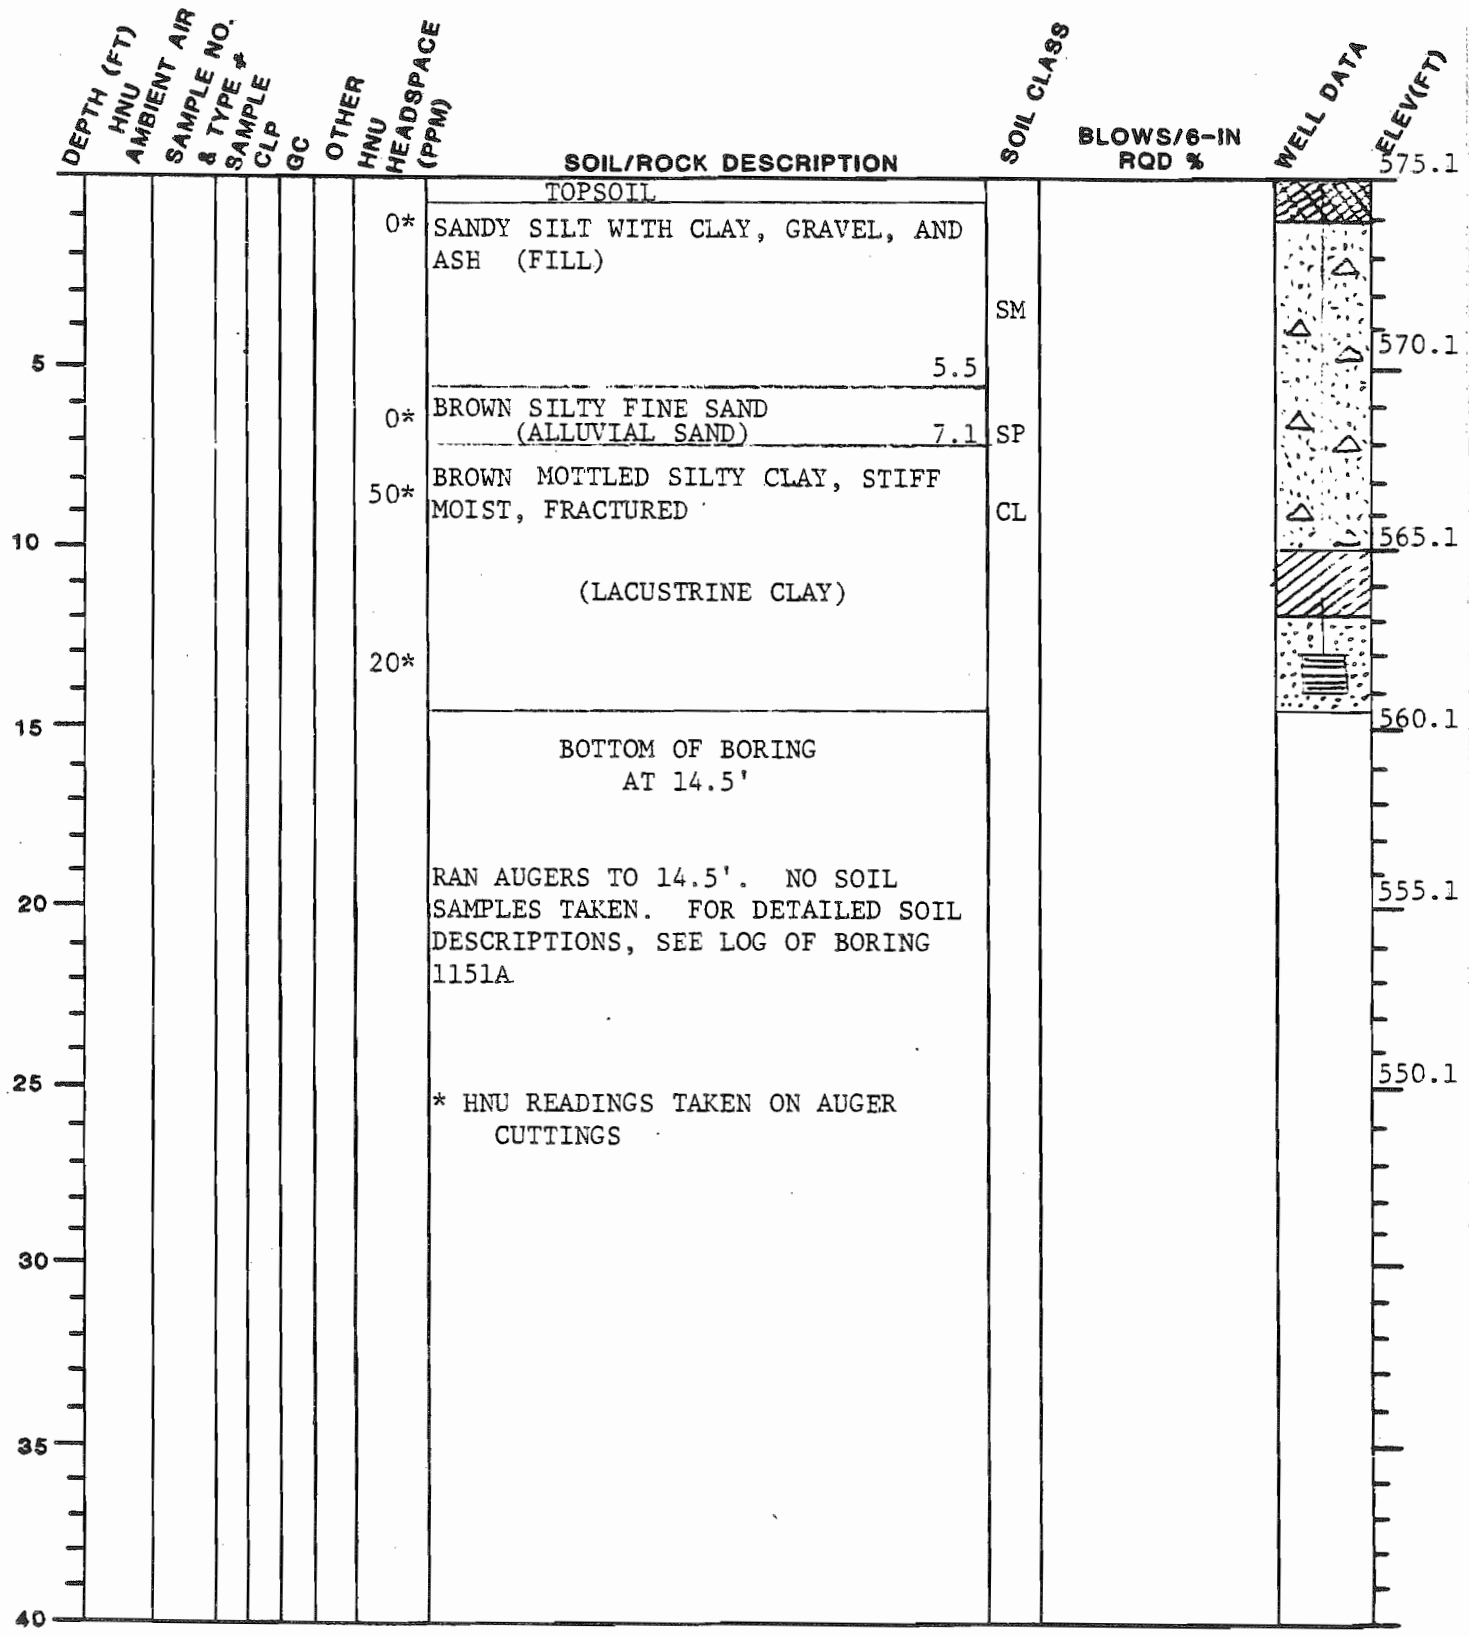 DEPTH (FT)
HNU
AMBIENT AIR
SAMPLE NO.
& TYPE #
SAMPLE
CLP
GC
OTHER
HNU
HEADSPACE
(PPM)
SOIL/ROCK DESCRIPTION
SOIL CLASS
BLOWS/6-IN
RQD %
WELL DATA
ELEV(FT)
575.1
TOPSOIL
0* SANDY SILT WITH CLAY, GRAVEL, AND
ASH (FILL)
SM
5 5.5 570.1
0* BROWN SILTY FINE SAND
(ALLUVIAL SAND) 7.1 SP
50* BROWN MOTTLED SILTY CLAY, STIFF
MOIST, FRACTURED CL
10 565.1
(LACUSTRINE CLAY)
20*
15 560.1
BOTTOM OF BORING
AT 14.5'
RAN AUGERS TO 14.5'. NO SOIL
20 SAMPLES TAKEN. FOR DETAILED SOIL 555.1
DESCRIPTIONS, SEE LOG OF BORING
1151A
25 550.1
* HNU READINGS TAKEN ON AUGER
CUTTINGS
30
35
40